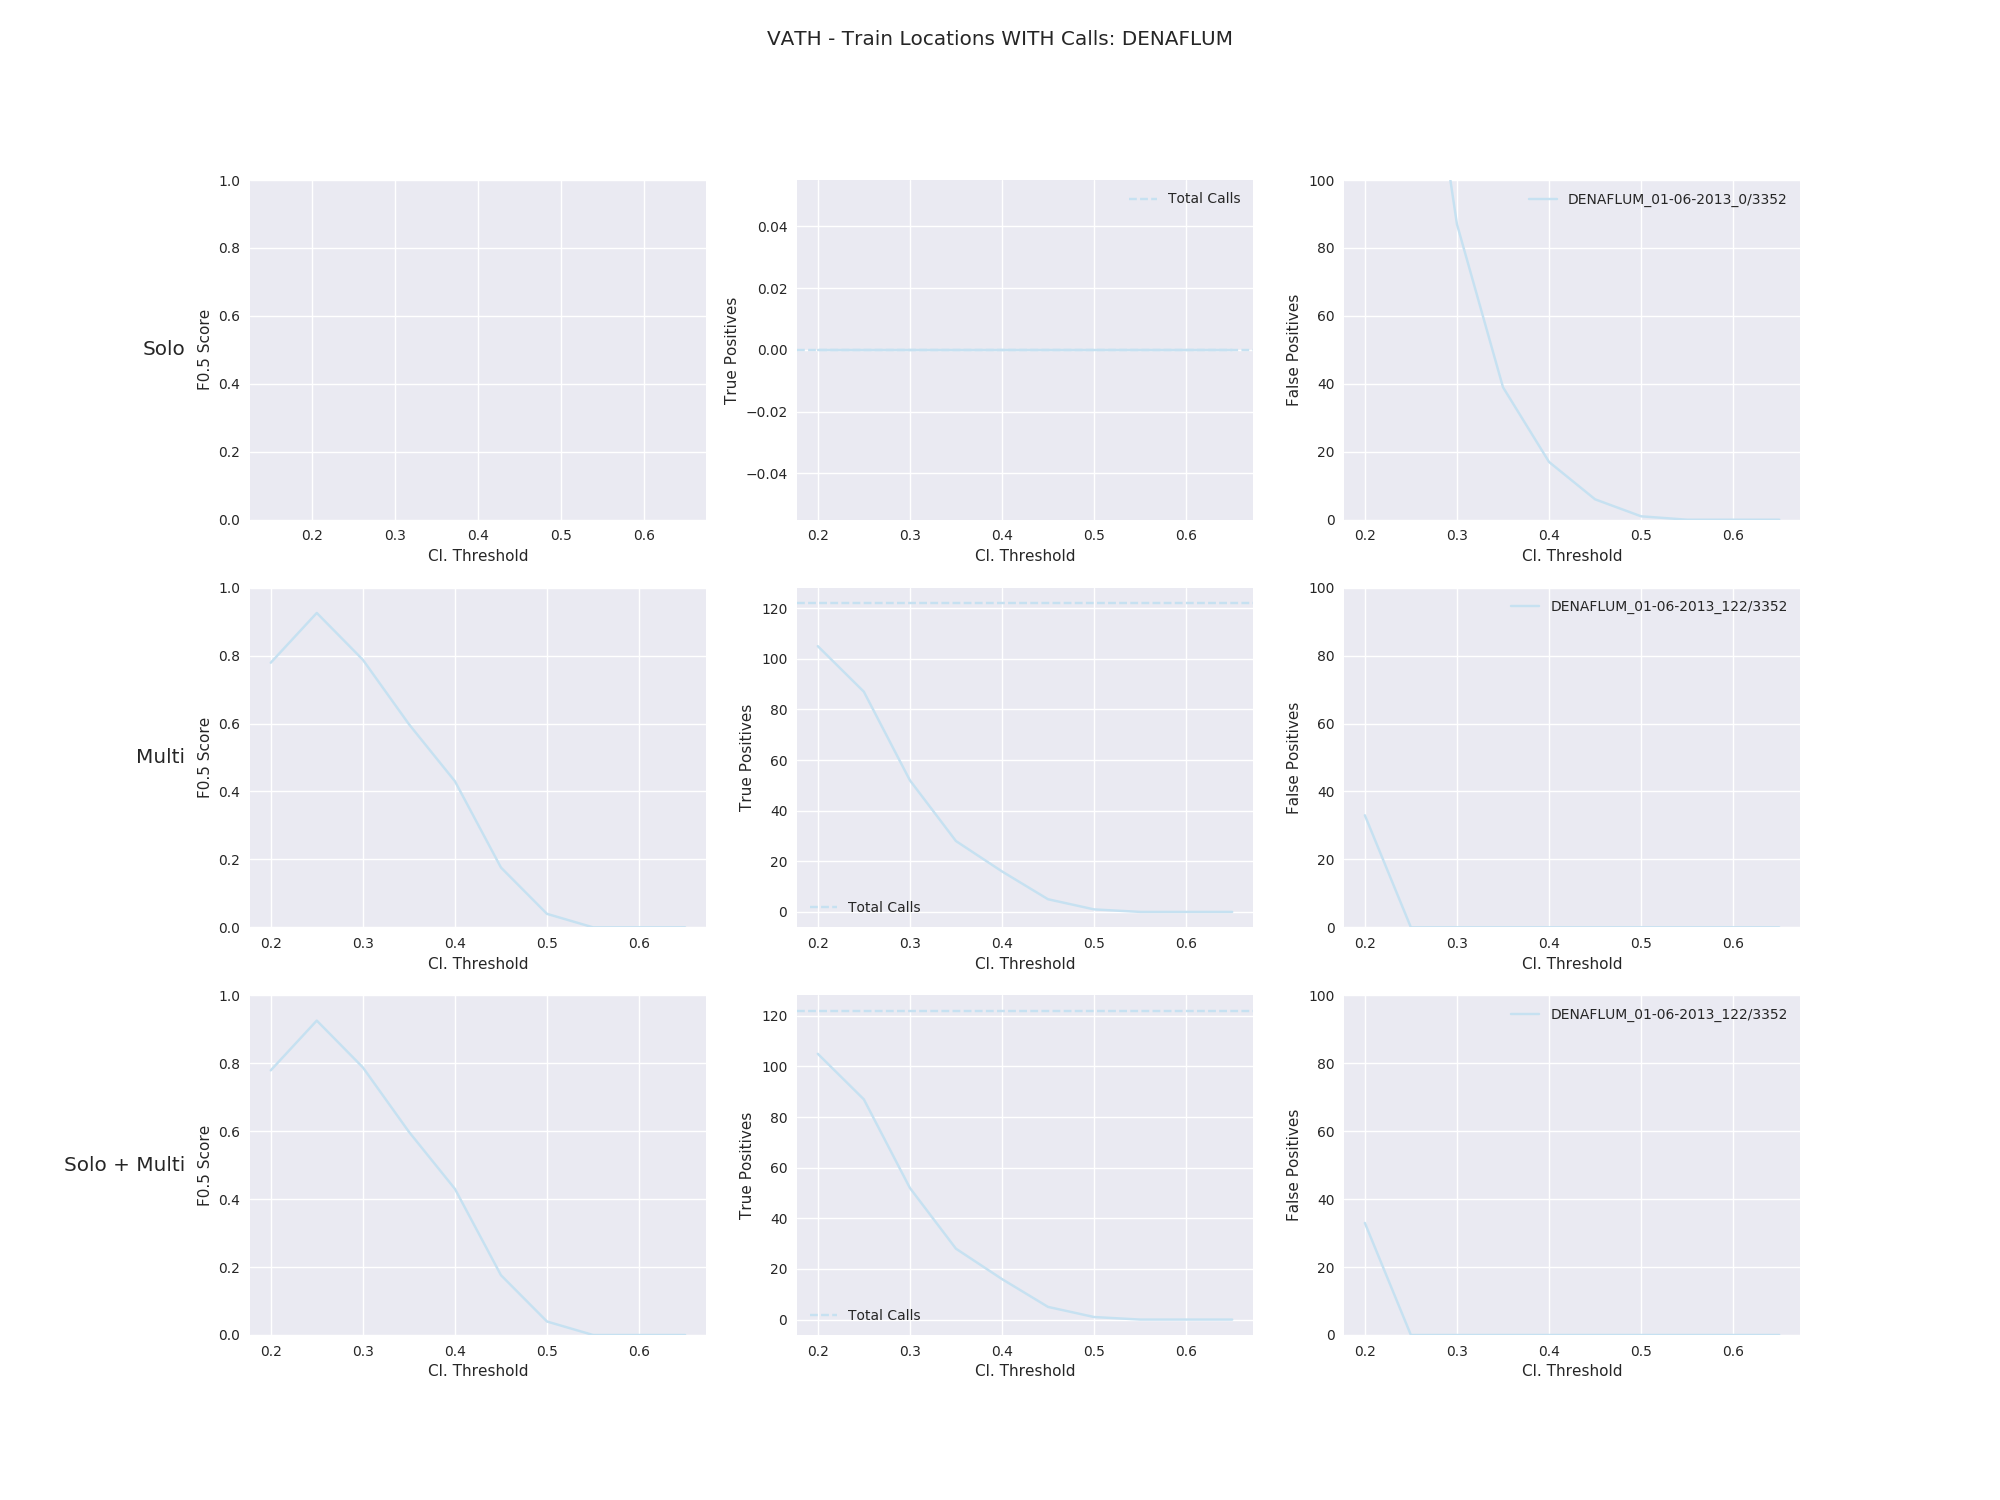 VATH - Train Locations WITH Calls: DENAFLUM
Solo
F0.5 Score
1.0
0.8
0.6
0.4
0.2
0.0
0.2 0.3 0.4 0.5 0.6
Cl. Threshold
True Positives
0.04
0.02
0.00
−0.02
−0.04
Total Calls
0.2 0.3 0.4 0.5 0.6
Cl. Threshold
False Positives
100
80
60
40
20
0
DENAFLUM_01-06-2013_0/3352
0.2 0.3 0.4 0.5 0.6
Cl. Threshold
Multi
F0.5 Score
1.0
0.8
0.6
0.4
0.2
0.0
0.2 0.3 0.4 0.5 0.6
Cl. Threshold
True Positives
120
100
80
60
40
20
0
Total Calls
0.2 0.3 0.4 0.5 0.6
Cl. Threshold
False Positives
100
80
60
40
20
0
DENAFLUM_01-06-2013_122/3352
0.2 0.3 0.4 0.5 0.6
Cl. Threshold
Solo + Multi
F0.5 Score
1.0
0.8
0.6
0.4
0.2
0.0
0.2 0.3 0.4 0.5 0.6
Cl. Threshold
True Positives
120
100
80
60
40
20
0
Total Calls
0.2 0.3 0.4 0.5 0.6
Cl. Threshold
False Positives
100
80
60
40
20
0
DENAFLUM_01-06-2013_122/3352
0.2 0.3 0.4 0.5 0.6
Cl. Threshold